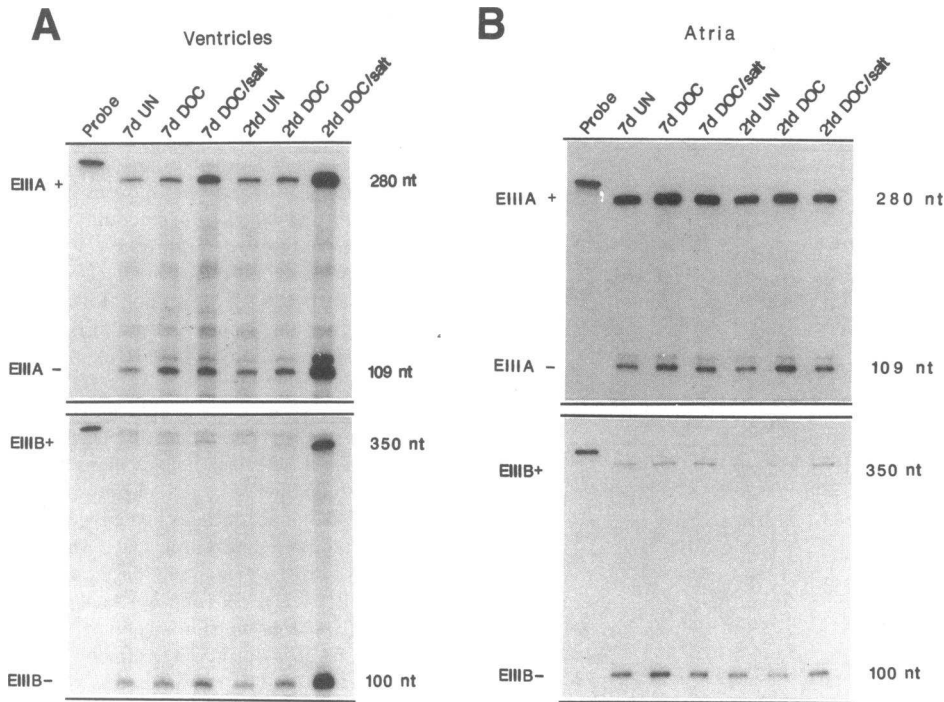 A
Ventricles
Probe
7d UN
7d DOC
7d DOC/salt
21d UN
21d DOC
21d DOC/salt
EIIIA +
280 nt
EIIIA -
109 nt
EIIIB+
350 nt
EIIIB-
100 nt
B
Atria
Probe
7d UN
7d DOC
7d DOC/salt
21d UN
21d DOC
21d DOC/salt
EIIIA +
280 nt
EIIIA -
109 nt
EIIIB+
350 nt
EIIIB-
100 nt